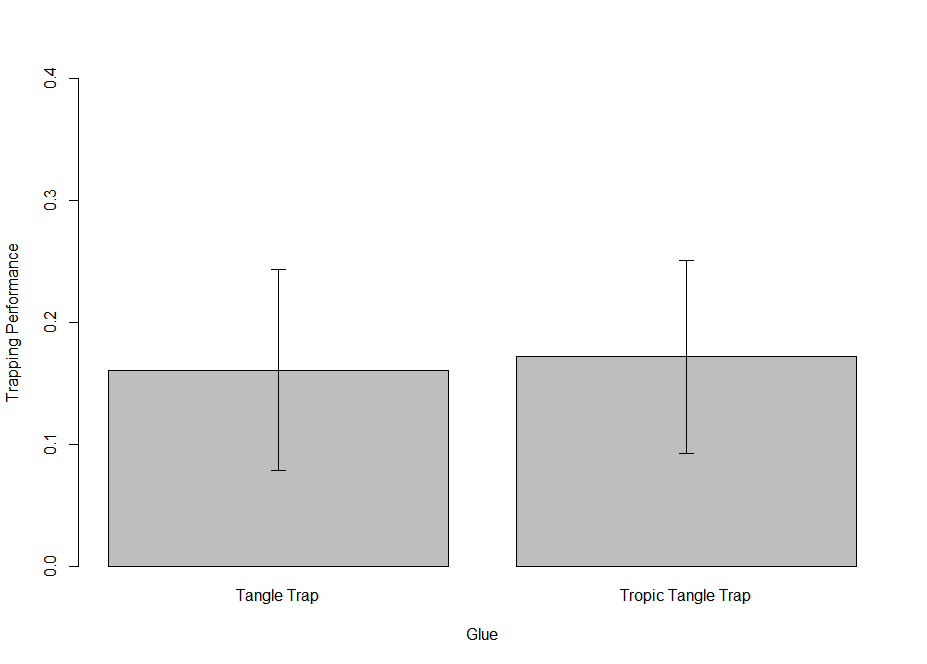 0.4
0.3
0.2
0.1
0.0
Trapping Performance
Tangle Trap
Tropic Tangle Trap
Glue